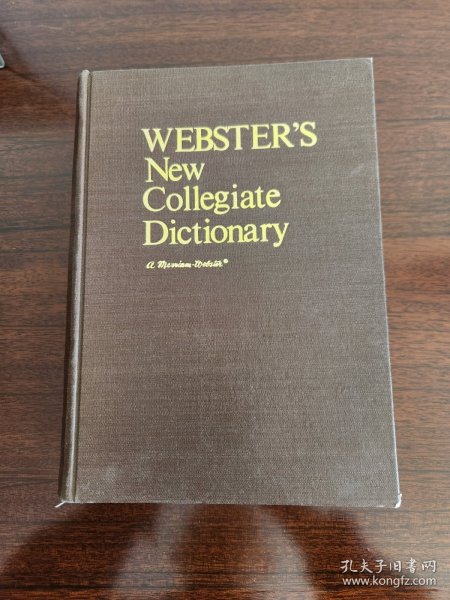 WEBSTER'S
New
Collegiate
Dictionary
a Merriam-Webster®
孔夫子旧书网
www.kongfz.com